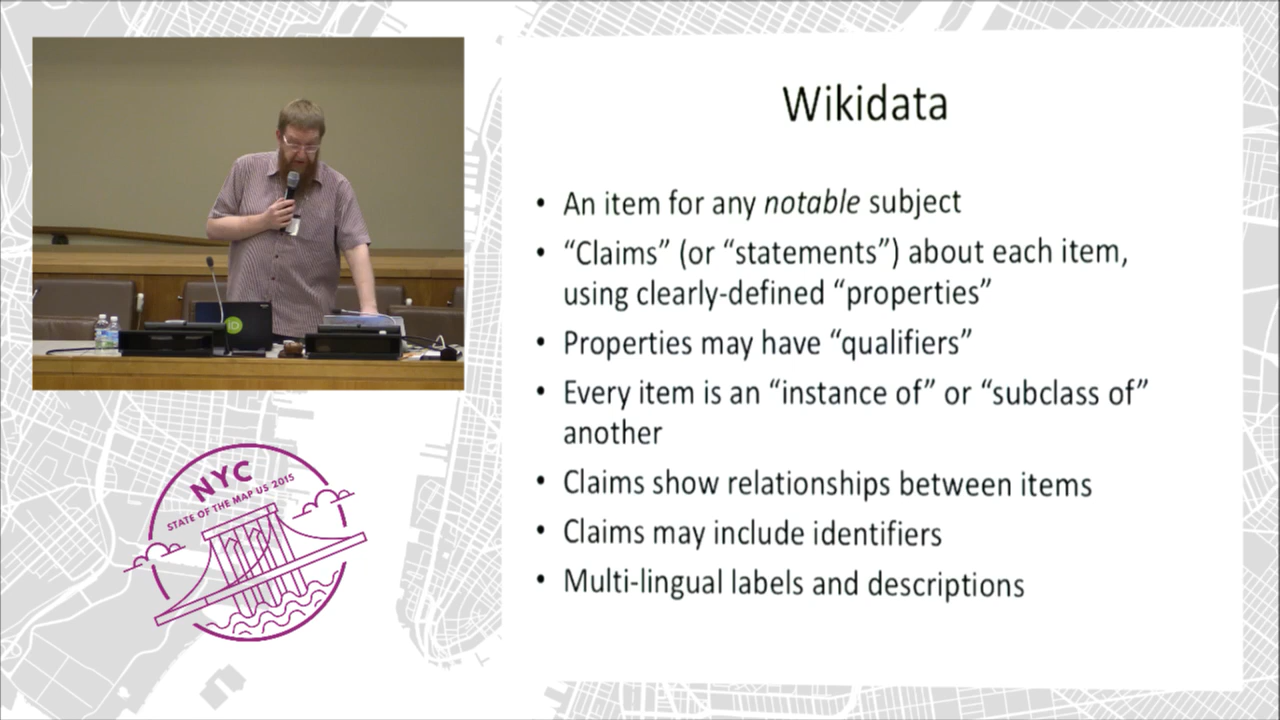 Wikidata
• An item for any notable subject
• “Claims” (or “statements”) about each item,
using clearly-defined “properties”
• Properties may have “qualifiers”
• Every item is an “instance of” or “subclass of”
another
• Claims show relationships between items
• Claims may include identifiers
• Multi-lingual labels and descriptions
NYC
STATE OF THE MAP US 2015
iD